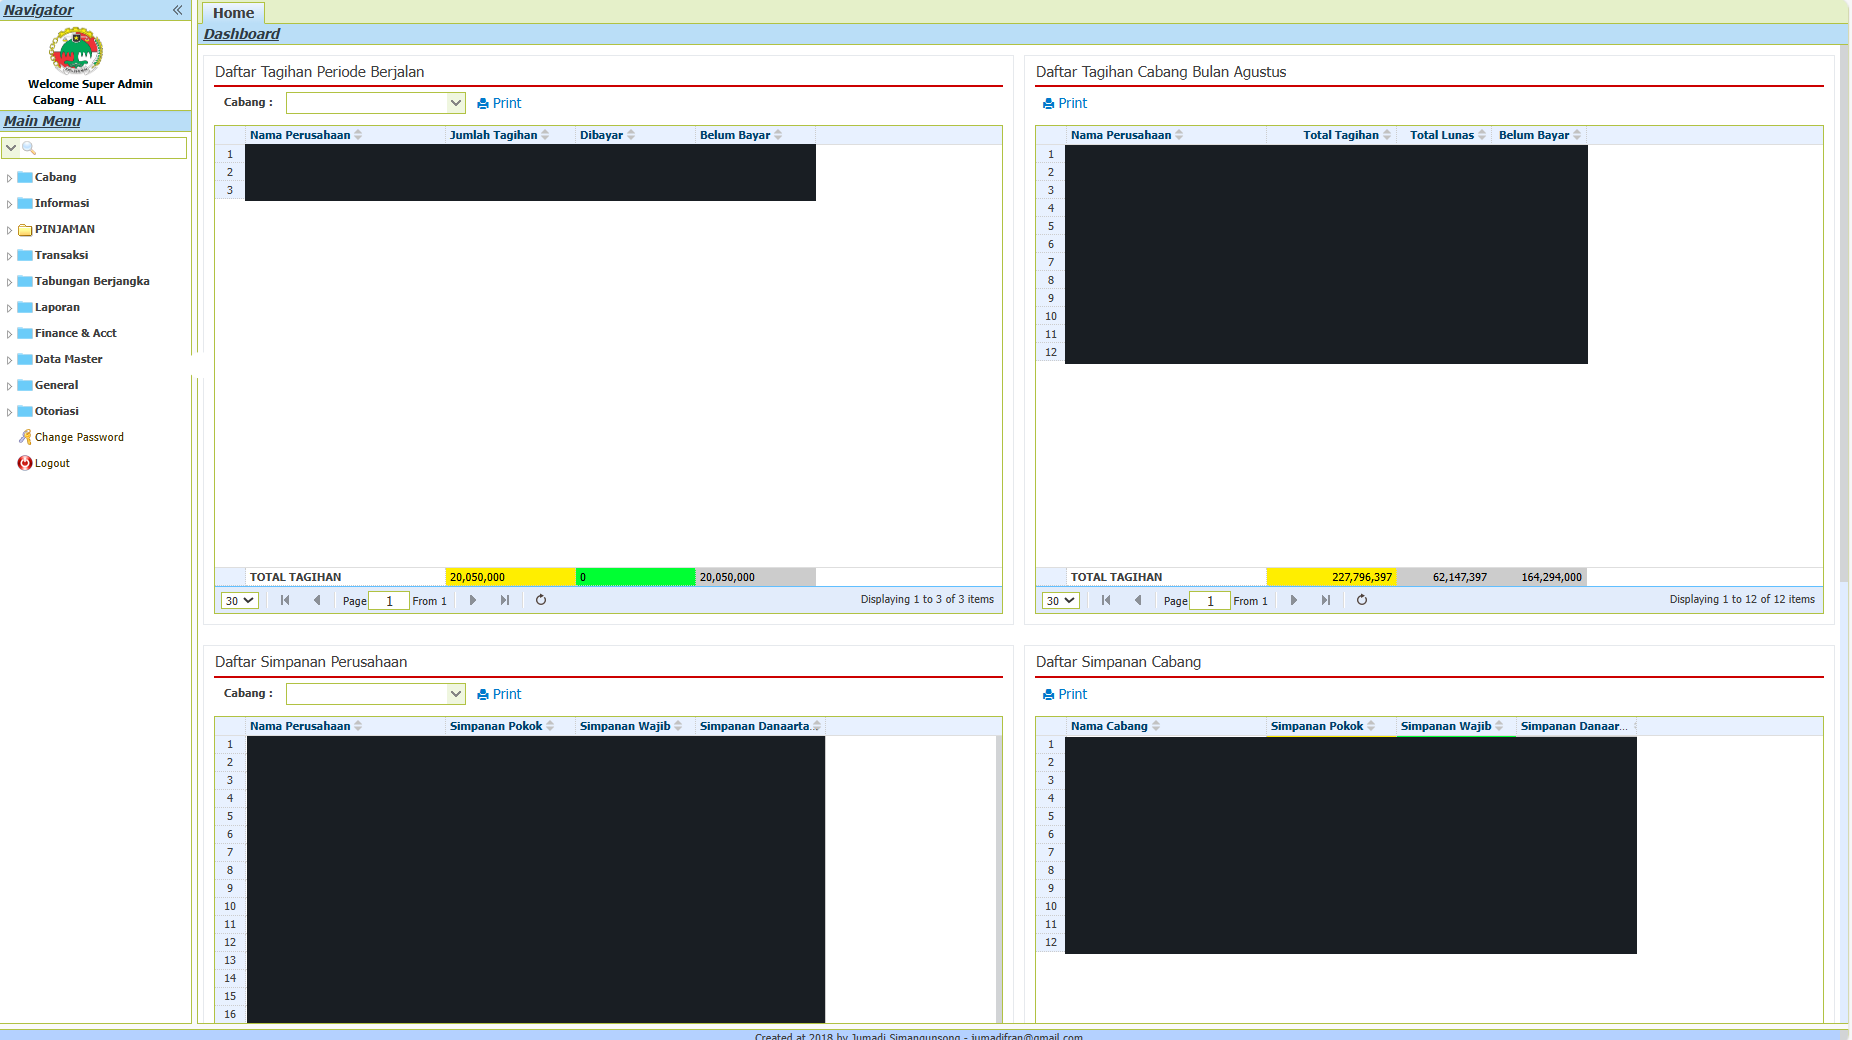 Navigator
Welcome Super Admin
Cabang - ALL
Main Menu
Cabang
Informasi
PINJAMAN
Transaksi
Tabungan Berjangka
Laporan
Finance & Acct
Data Master
General
Otoriasi
Change Password
Logout
Home
Dashboard
Daftar Tagihan Periode Berjalan
Cabang :
Print
Nama Perusahaan Jumlah Tagihan Dibayar Belum Bayar
1
2
3
TOTAL TAGIHAN 20,050,000 0 20,050,000
30 Page 1 From 1 Displaying 1 to 3 of 3 items
Daftar Tagihan Cabang Bulan Agustus
Print
Nama Perusahaan Total Tagihan Total Lunas Belum Bayar
1
2
3
4
5
6
7
8
9
10
11
12
TOTAL TAGIHAN 227,796,397 62,147,397 164,294,000
30 Page 1 From 1 Displaying 1 to 12 of 12 items
Daftar Simpanan Perusahaan
Cabang :
Print
Nama Perusahaan Simpanan Pokok Simpanan Wajib Simpanan Danaarta...
1
2
3
4
5
6
7
8
9
10
11
12
13
14
15
16
Daftar Simpanan Cabang
Print
Nama Cabang Simpanan Pokok Simpanan Wajib Simpanan Danaar...
1
2
3
4
5
6
7
8
9
10
11
12
Created at 2018 by Jumadi Simangunsong - jumadifran@gmail.com